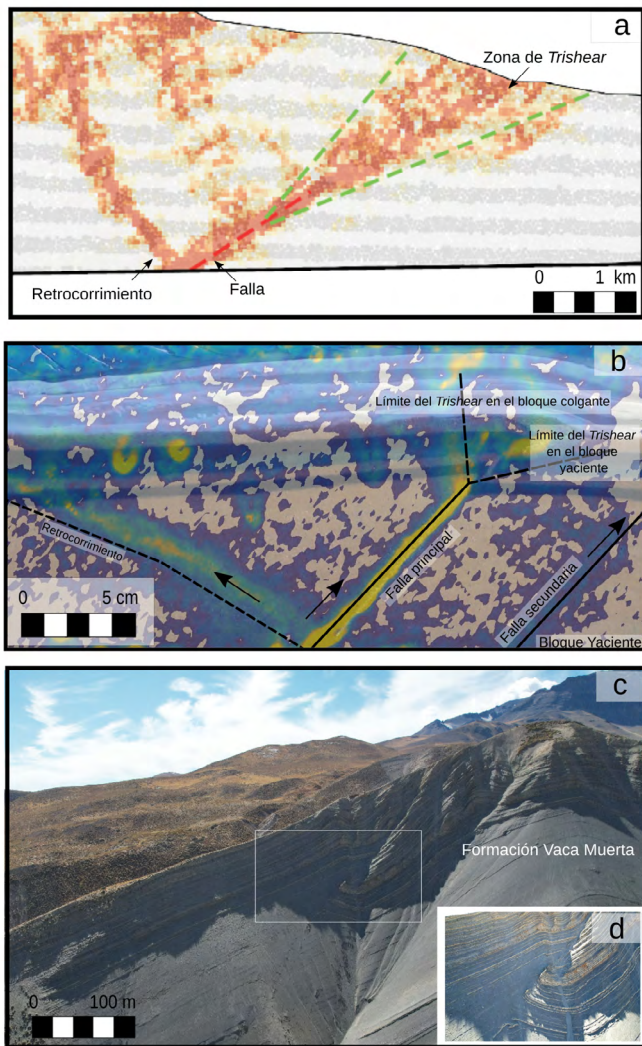 a
Zona de Trishear
Retrocorrimiento
Falla
0 1 km
b
Límite del Trishear en el bloque colgante
Límite del Trishear
en el bloque
yaciente
Retrocorrimiento
Falla principal
Falla secundaria
0 5 cm
Bloque Yaciente
c
Formación Vaca Muerta
d
0 100 m